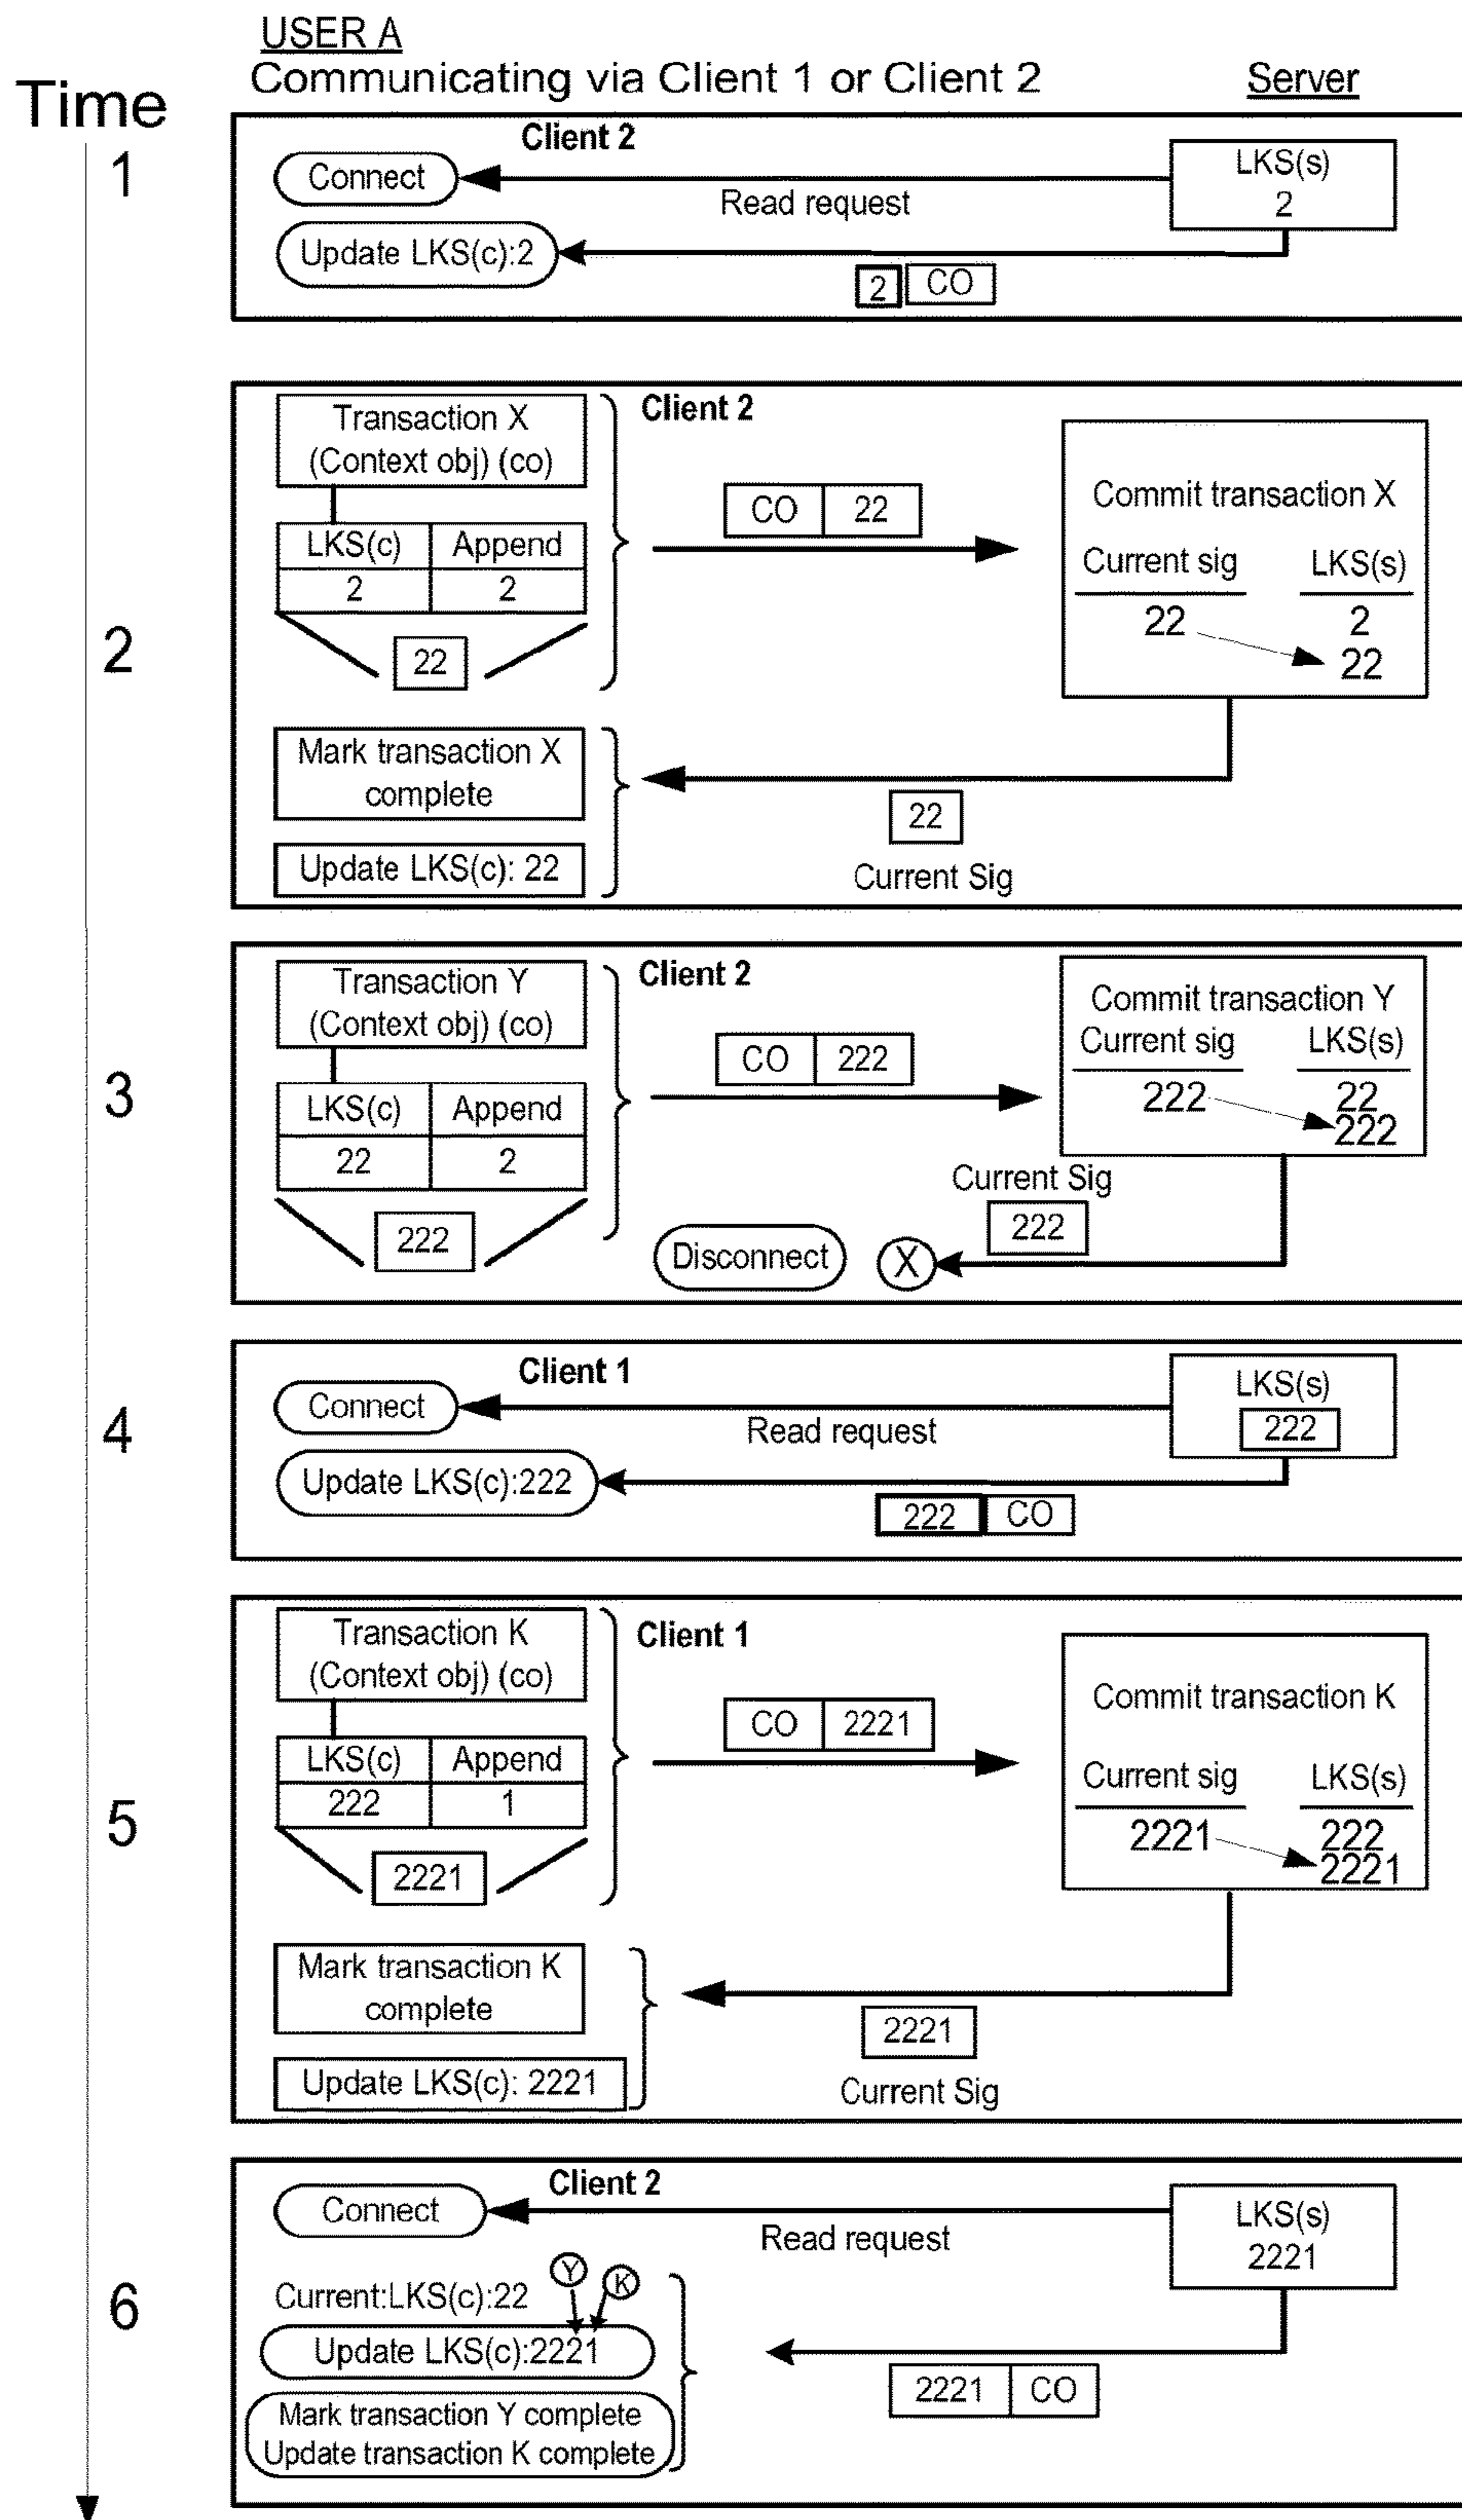 USER A
Communicating via Client 1 or Client 2
Server
Time
1
Client 2
Connect
Read request
LKS(s)
2
Update LKS(c):2
2 CO
2
Transaction X
(Context obj) (co)
Client 2
LKS(c) Append
2 2
22
CO 22
Commit transaction X
Current sig LKS(s)
22 2
22
Mark transaction X
complete
Update LKS(c): 22
22
Current Sig
3
Transaction Y
(Context obj) (co)
Client 2
LKS(c) Append
22 2
222
CO 222
Commit transaction Y
Current sig LKS(s)
222 22
222
Current Sig
222
Disconnect X
4
Client 1
Connect
Read request
LKS(s)
222
Update LKS(c):222
222 CO
5
Transaction K
(Context obj) (co)
Client 1
LKS(c) Append
222 1
2221
CO 2221
Commit transaction K
Current sig LKS(s)
2221 222
2221
Mark transaction K
complete
Update LKS(c): 2221
2221
Current Sig
6
Client 2
Connect
Read request
LKS(s)
2221
Y K
Current:LKS(c):22
Update LKS(c):2221
2221 CO
Mark transaction Y complete
Update transaction K complete